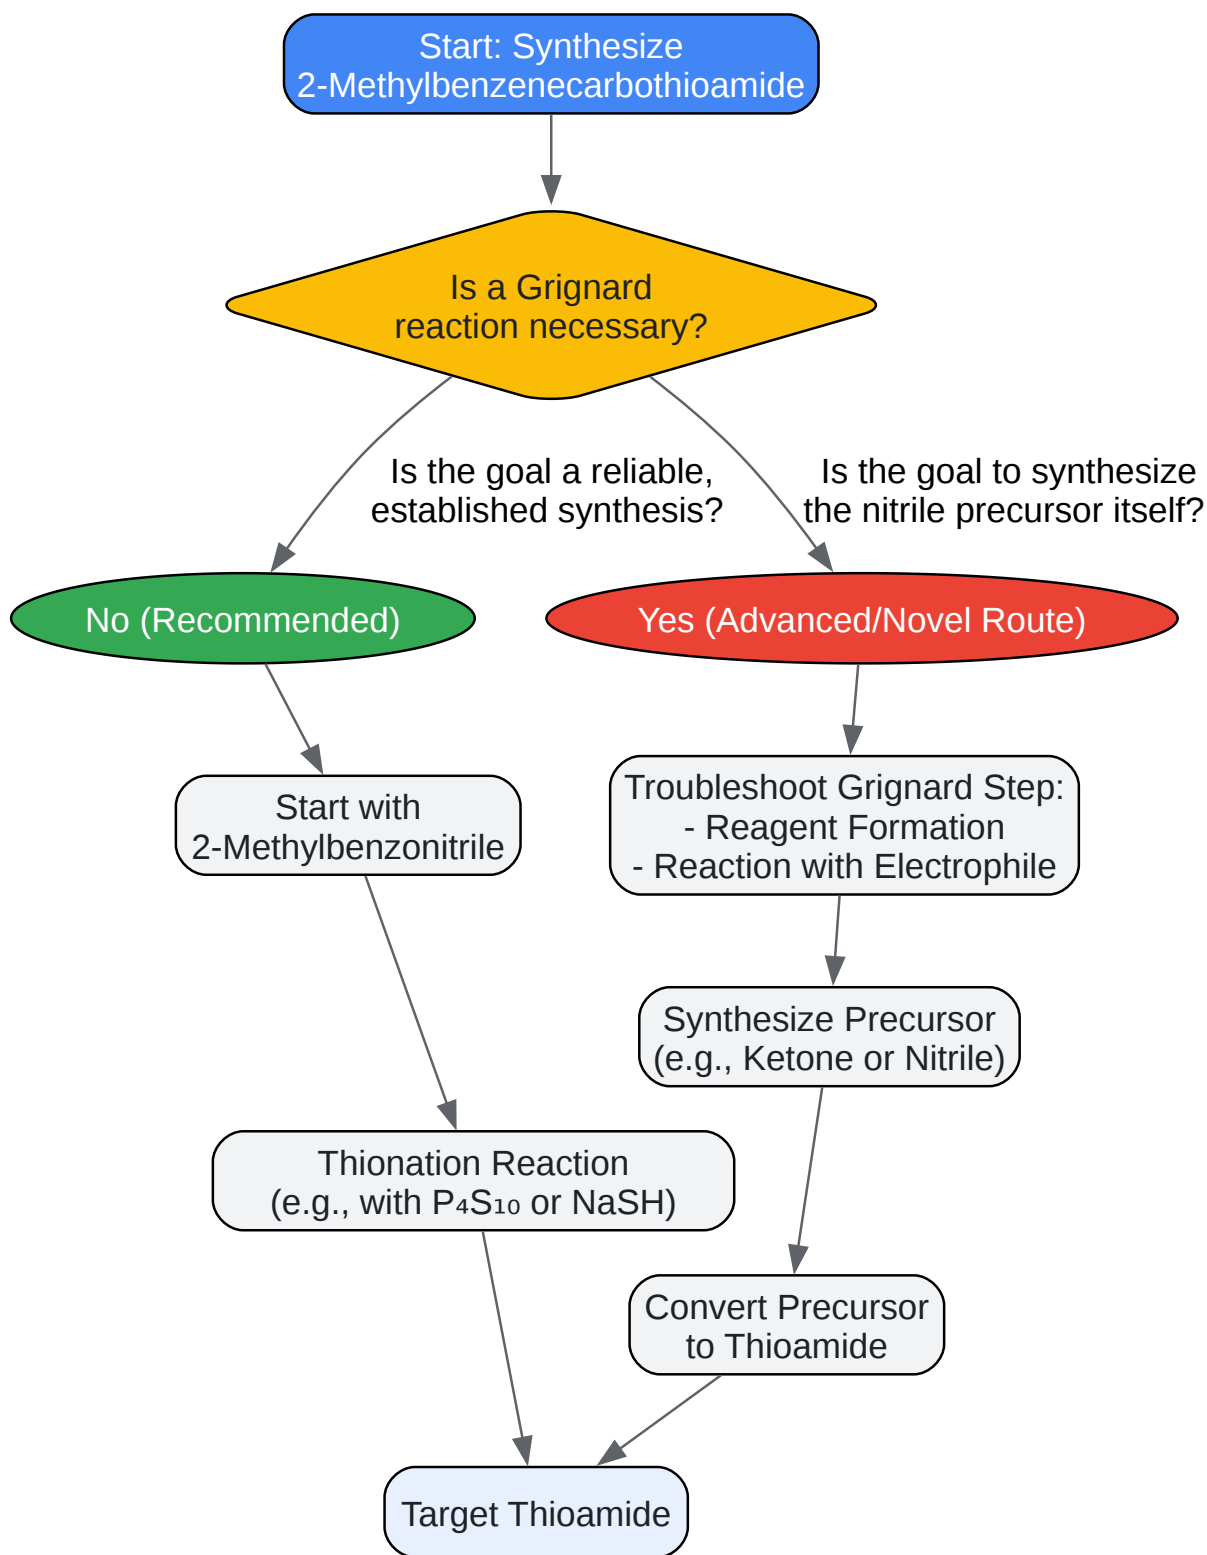 Start: Synthesize
2-Methylbenzenecarbothioamide
Is a Grignard
reaction necessary?
Is the goal a reliable,
established synthesis?
Is the goal to synthesize
the nitrile precursor itself?
No (Recommended)
Yes (Advanced/Novel Route)
Start with
2-Methylbenzonitrile
Troubleshoot Grignard Step:
- Reagent Formation
- Reaction with Electrophile
Synthesize Precursor
(e.g., Ketone or Nitrile)
Thionation Reaction
(e.g., with P₄S₁₀ or NaSH)
Convert Precursor
to Thioamide
Target Thioamide